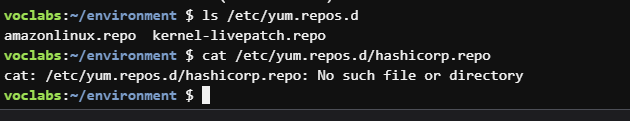 voclabs:~/environment $ ls /etc/yum.repos.d
amazonlinux.repo  kernel-livepatch.repo
voclabs:~/environment $ cat /etc/yum.repos.d/hashicorp.repo
cat: /etc/yum.repos.d/hashicorp.repo: No such file or directory
voclabs:~/environment $